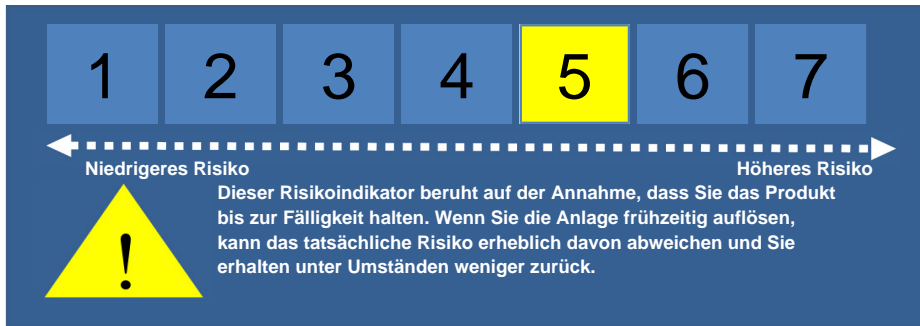 1 2 3 4 5 6 7
Niedrigeres Risiko Höheres Risiko
Dieser Risikoindikator beruht auf der Annahme, dass Sie das Produkt
bis zur Fälligkeit halten. Wenn Sie die Anlage frühzeitig auflösen,
kann das tatsächliche Risiko erheblich davon abweichen und Sie
erhalten unter Umständen weniger zurück.
!